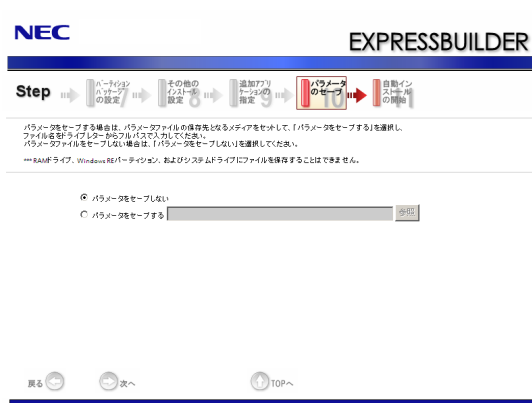 NEC
EXPRESSBUILDER
Step
パーティション
パッケージ
の設定
7
その他の
インストール
設定
8
追加アプリ
ケーションの
指定
9
パラメータ
のセーブ
10
自動イン
ストール
の開始
11
パラメータをセーブする場合は、パラメータファイルの保存先となるメディアをセットして、「パラメータをセーブする」を選択し、
ファイル名をドライブレターからフルパスで入力してください。
パラメータファイルをセーブしない場合は、「パラメータをセーブしない」を選択してください。
***RAMドライブ、Windows REパーティション、およびシステムドライブにファイルを保存することはできません。
パラメータをセーブしない
パラメータをセーブする
参照
戻る
次へ
TOPへ